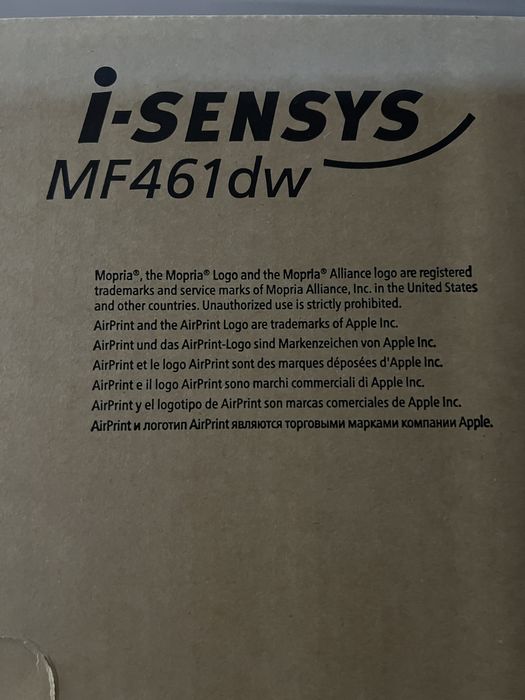 i-SENSYS
MF461dw
Mopria®, the Mopria® Logo and the Mopria® Alliance logo are registered
trademarks and service marks of Mopria Alliance, Inc. in the United States
and other countries. Unauthorized use is strictly prohibited.
AirPrint and the AirPrint Logo are trademarks of Apple Inc.
AirPrint und das AirPrint-Logo sind Markenzeichen von Apple Inc.
AirPrint et le logo AirPrint sont des marques déposées d'Apple Inc.
AirPrint e il logo AirPrint sono marchi commerciali di Apple Inc.
AirPrint y el logotipo de AirPrint son marcas comerciales de Apple Inc.
AirPrint и логотип AirPrint являются торговыми марками компании Apple.